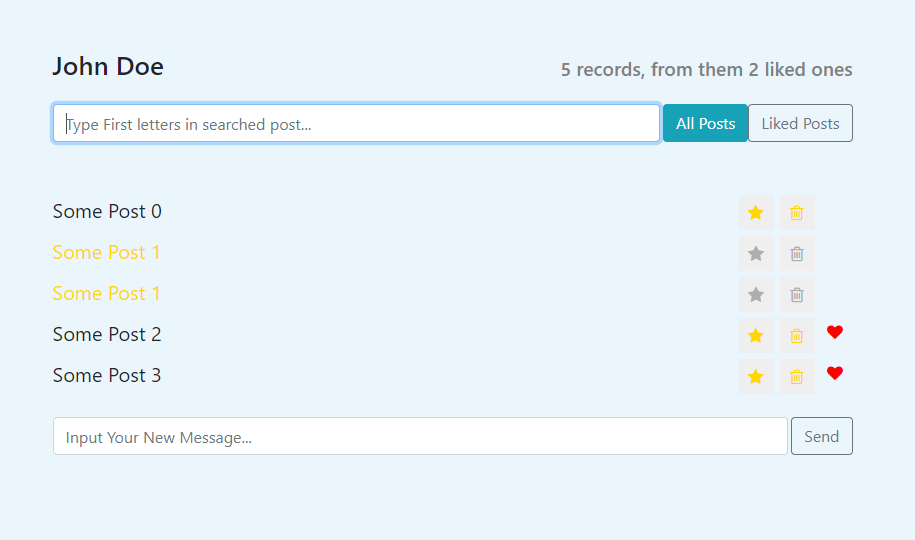 John Doe
5 records, from them 2 liked ones
Type First letters in searched post...
All Posts
Liked Posts
Some Post 0
Some Post 1
Some Post 1
Some Post 2
Some Post 3
Input Your New Message...
Send